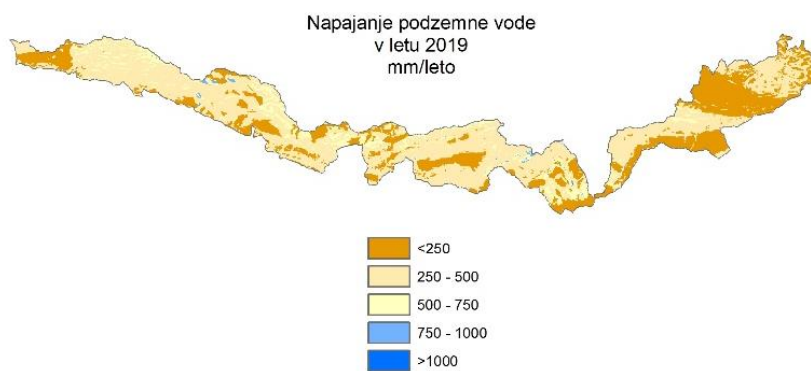 Napajanje podzemne vode
v letu 2019
mm/leto
<250
250 - 500
500 - 750
750 - 1000
>1000